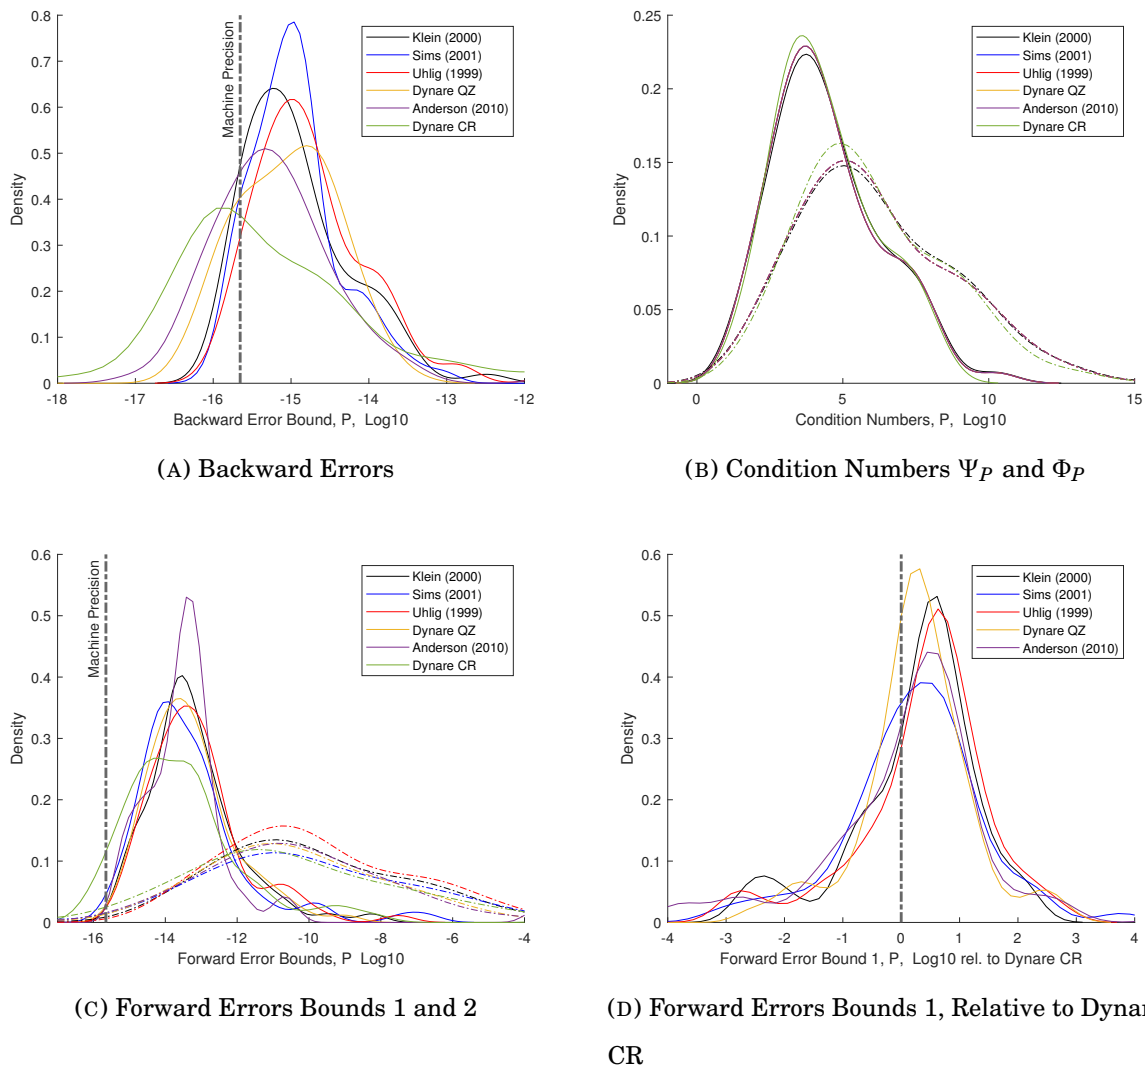 0.8
0.7
0.6
0.5
0.4
0.3
0.2
0.1
0
Density
Machine Precision
Klein (2000)
Sims (2001)
Uhlig (1999)
Dynare QZ
Anderson (2010)
Dynare CR
-18 -17 -16 -15 -14 -13 -12
Backward Error Bound, P, Log10
(A) Backward Errors
0.25
0.2
0.15
0.1
0.05
0
Density
Klein (2000)
Sims (2001)
Uhlig (1999)
Dynare QZ
Anderson (2010)
Dynare CR
0 5 10 15
Condition Numbers, P, Log10
(B) Condition Numbers Ψ_P and Φ_P
0.6
0.5
0.4
0.3
0.2
0.1
0
Density
Machine Precision
Klein (2000)
Sims (2001)
Uhlig (1999)
Dynare QZ
Anderson (2010)
Dynare CR
-16 -14 -12 -10 -8 -6 -4
Forward Error Bounds, P Log10
(C) Forward Errors Bounds 1 and 2
0.6
0.5
0.4
0.3
0.2
0.1
0
Density
Klein (2000)
Sims (2001)
Uhlig (1999)
Dynare QZ
Anderson (2010)
-4 -3 -2 -1 0 1 2 3 4
Forward Error Bound 1, P, Log10 rel. to Dynare CR
(D) Forward Errors Bounds 1, Relative to Dynar
CR